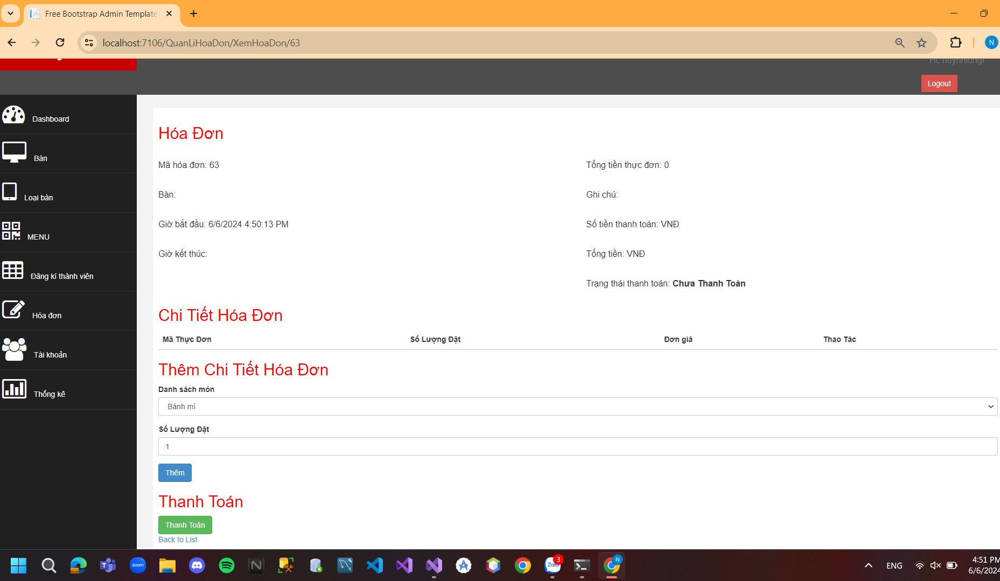 Free Bootstrap Admin Template
localhost:7106/QuanLiHoaDon/XemHoaDon/63
N
Hi, huynhlong!
Logout
Dashboard
Bàn
Loại bàn
MENU
Đăng kí thành viên
Hóa đơn
Tài khoản
Thống kê
Hóa Đơn
Mã hóa đơn: 63
Bàn:
Giờ bắt đầu: 6/6/2024 4:50:13 PM
Giờ kết thúc:
Tổng tiền thực đơn: 0
Ghi chú:
Số tiền thanh toán: VNĐ
Tổng tiền: VNĐ
Trạng thái thanh toán: Chưa Thanh Toán
Chi Tiết Hóa Đơn
Mã Thực Đơn Số Lượng Đặt Đơn giá Thao Tác
Thêm Chi Tiết Hóa Đơn
Danh sách món
Bánh mì
Số Lượng Đặt
1
Thêm
Thanh Toán
Thanh Toán
Back to List
zoom
N
Zalo
3
N
ENG
4:51 PM
6/6/2024